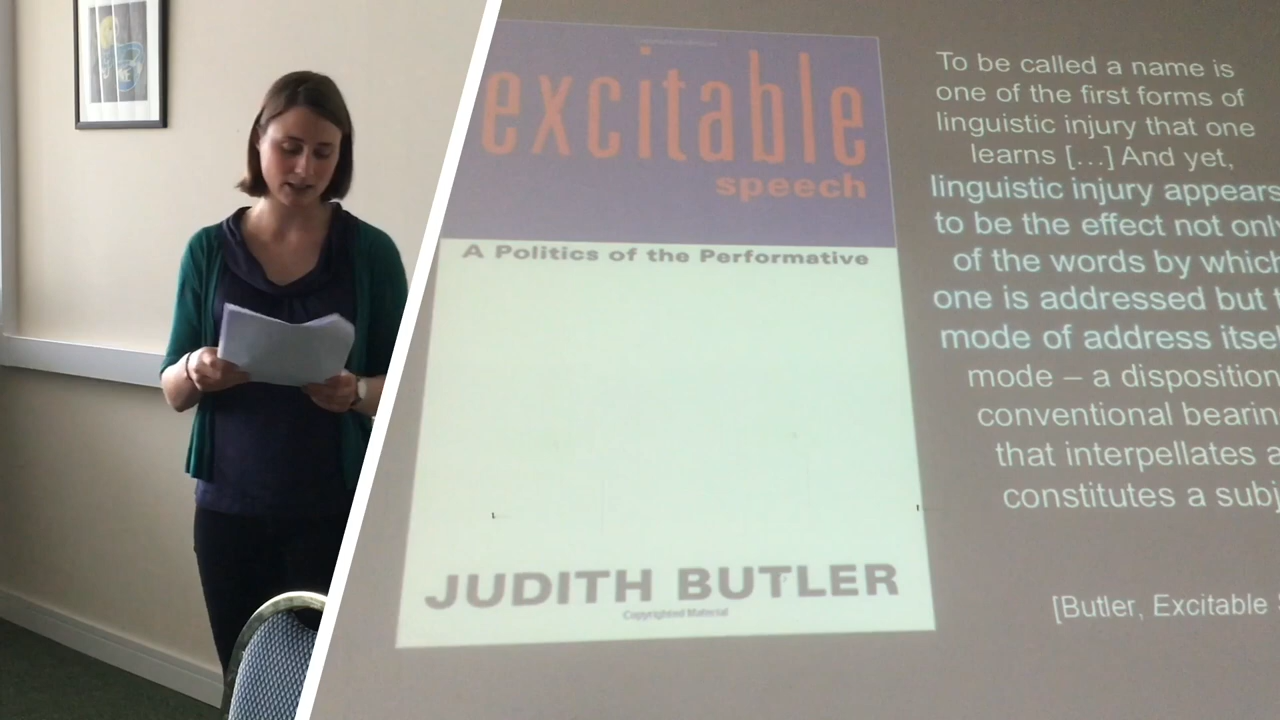 excitable
speech
A Politics of the Performative
JUDITH BUTLER
Copyrighted Material
To be called a name is
one of the first forms of
linguistic injury that one
learns […] And yet,
linguistic injury appears
to be the effect not only
of the words by which
one is addressed but
mode of address itsel
mode – a disposition
conventional bearin
that interpellates a
constitutes a subj
[Butler, Excitable